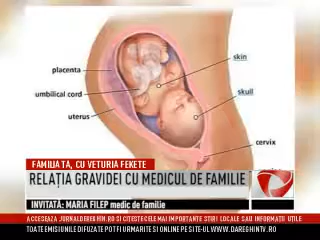 skin
placenta
skull
umbilical cord
uterus
cervix
FAMILIA TA, CU VETURIA FEKETE
RELAȚIA GRAVIDEI CU MEDICUL DE FAMILIE
INVITATĂ: MARIA FILEP medic de familie
ACCESEAZA JURNALDEREGHIN.RO SI CITESTE CELE MAI IMPORTANTE STIRI LOCALE SAU INFORMATII UTILE
TOATE EMISIUNILE DIFUZATE POT FI URMARITE SI ONLINE PE SITE-UL WWW.DAREGHINTV.RO